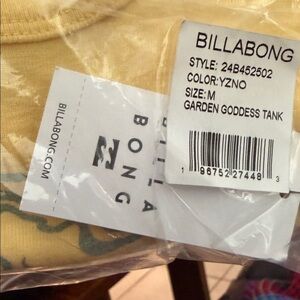 BILLABONG
STYLE: 24B452502
COLOR:YZNO
SIZE: M
GARDEN GODDESS TANK
1 96752 27448 3
BILLABONG.COM
BILLA
BONG